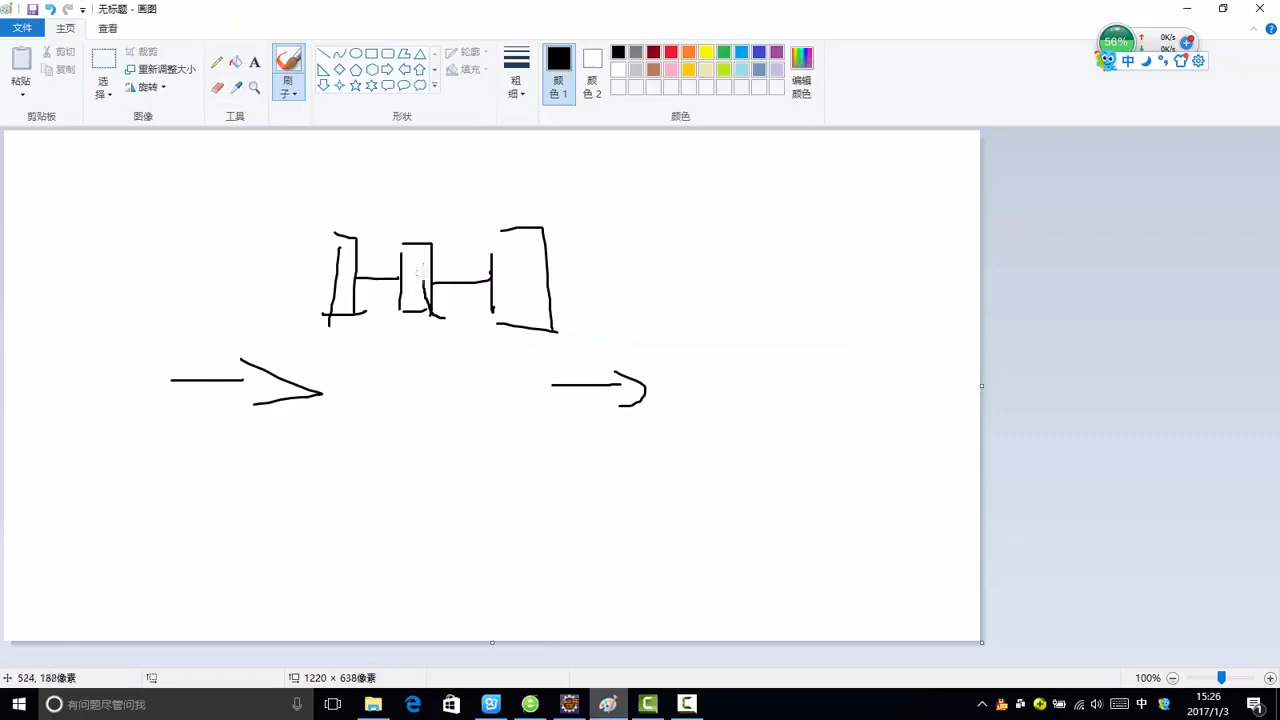 无标题 - 画图
文件 主页 查看
粘贴 剪切 复制
剪贴板
选择 裁剪 重新调整大小 旋转
图像
A
工具
刷子
形状
轮廓 填充
粗细
颜色 1 颜色 2
颜色
编辑颜色
56% 0K/s 0K/s
中
524, 180像素 1220 × 638像素 100%
有问题尽管问我
中
15:26
2017/1/3